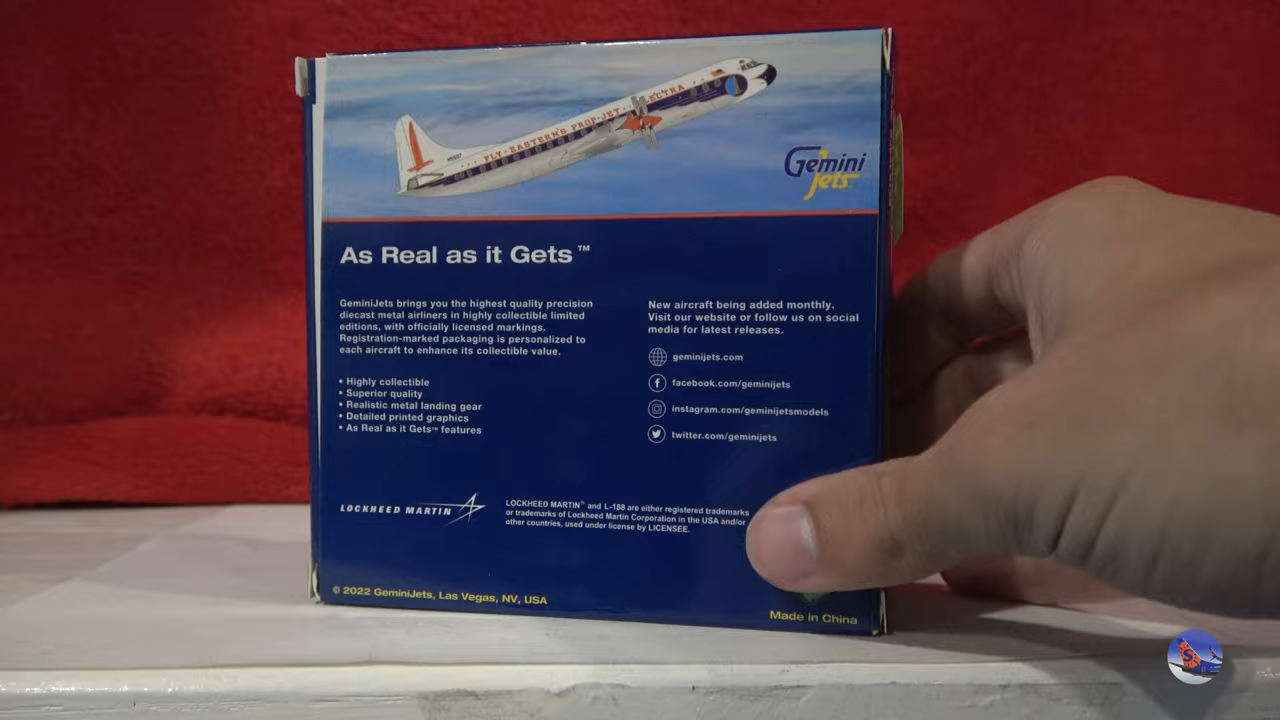 FLY-EASTERN'S PROP-JET ELECTRA
Gemini
Jets
As Real as it Gets™
GeminiJets brings you the highest quality precision
diecast metal airliners in highly collectible limited
editions, with officially licensed markings.
Registration-marked packaging is personalized to
each aircraft to enhance its collectible value.
• Highly collectible
• Superior quality
• Realistic metal landing gear
• Detailed printed graphics
• As Real as it Gets™ features
New aircraft being added monthly.
Visit our website or follow us on social
media for latest releases.
geminijets.com
facebook.com/geminijets
instagram.com/geminijetsmodels
twitter.com/geminijets
LOCKHEED MARTIN
LOCKHEED MARTIN® and L-188 are either registered trademarks
or trademarks of Lockheed Martin Corporation in the USA and/or
other countries, used under license by LICENSEE.
© 2022 GeminiJets, Las Vegas, NV, USA
Made in China